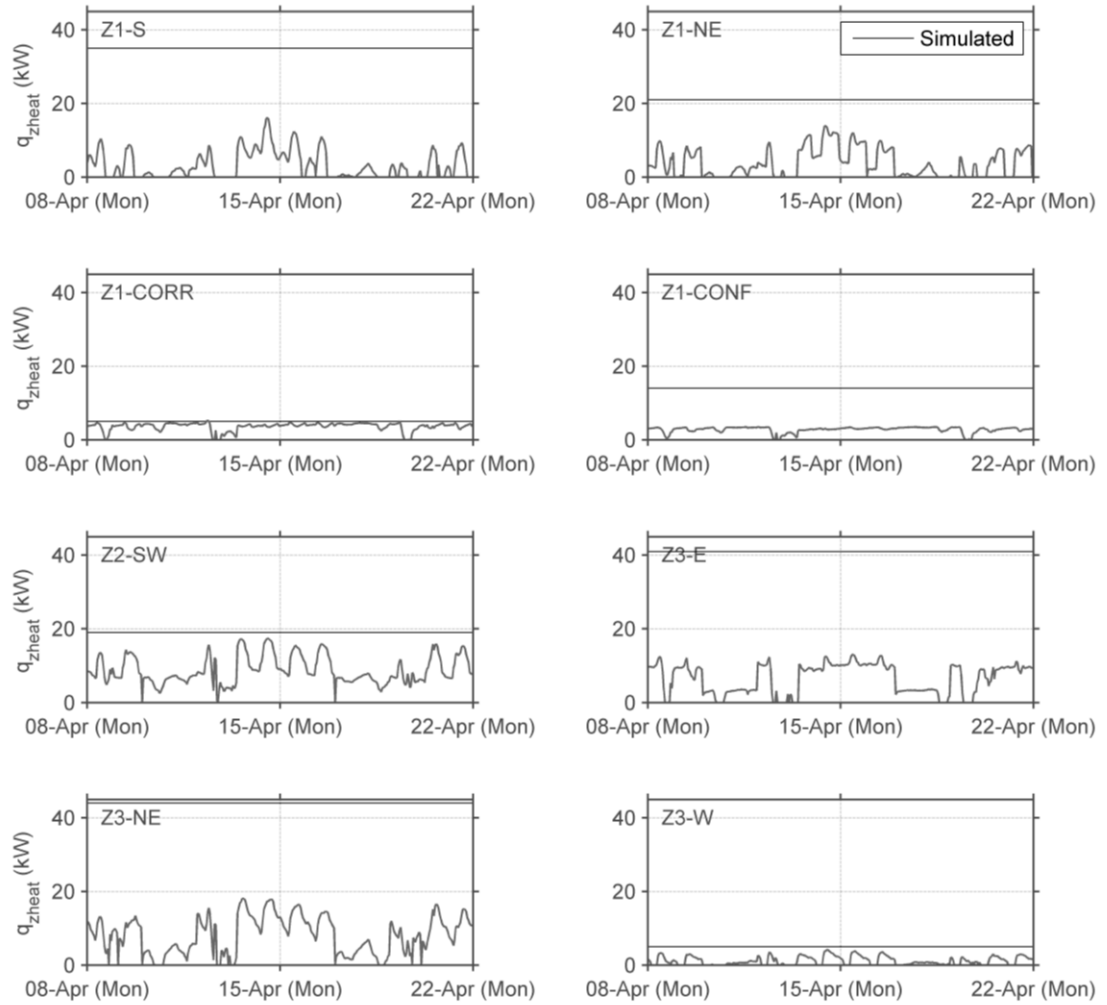 Z1-S
Z1-NE
Simulated
q_zheat (kW)
40
20
0
08-Apr (Mon)
15-Apr (Mon)
22-Apr (Mon)
40
20
0
08-Apr (Mon)
15-Apr (Mon)
22-Apr (Mon)
Z1-CORR
Z1-CONF
q_zheat (kW)
40
20
0
08-Apr (Mon)
15-Apr (Mon)
22-Apr (Mon)
40
20
0
08-Apr (Mon)
15-Apr (Mon)
22-Apr (Mon)
Z2-SW
Z3-E
q_zheat (kW)
40
20
0
08-Apr (Mon)
15-Apr (Mon)
22-Apr (Mon)
40
20
0
08-Apr (Mon)
15-Apr (Mon)
22-Apr (Mon)
Z3-NE
Z3-W
q_zheat (kW)
40
20
0
08-Apr (Mon)
15-Apr (Mon)
22-Apr (Mon)
40
20
0
08-Apr (Mon)
15-Apr (Mon)
22-Apr (Mon)